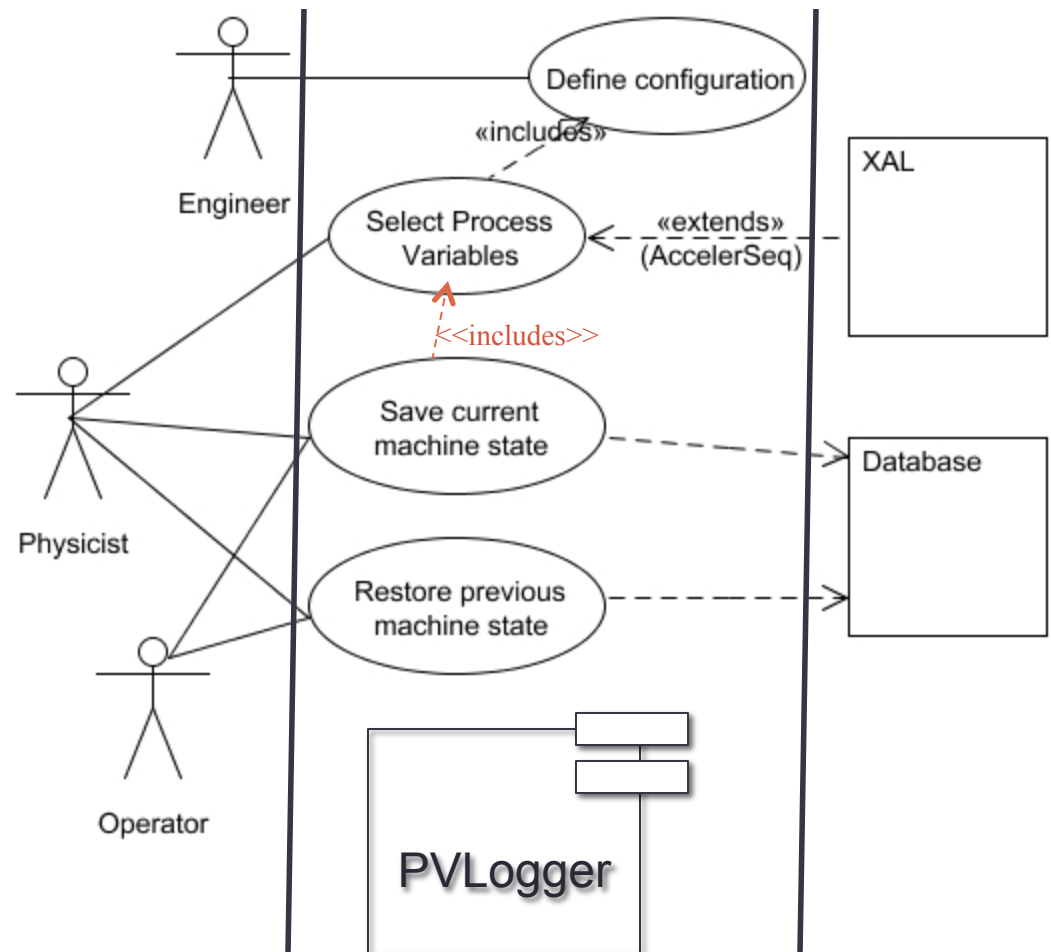 Define configuration
«includes»
XAL
Engineer
Select Process
Variables
«extends»
(AccelerSeq)
<<includes>>
Save current
machine state
Database
Physicist
Restore previous
machine state
Operator
PVLogger